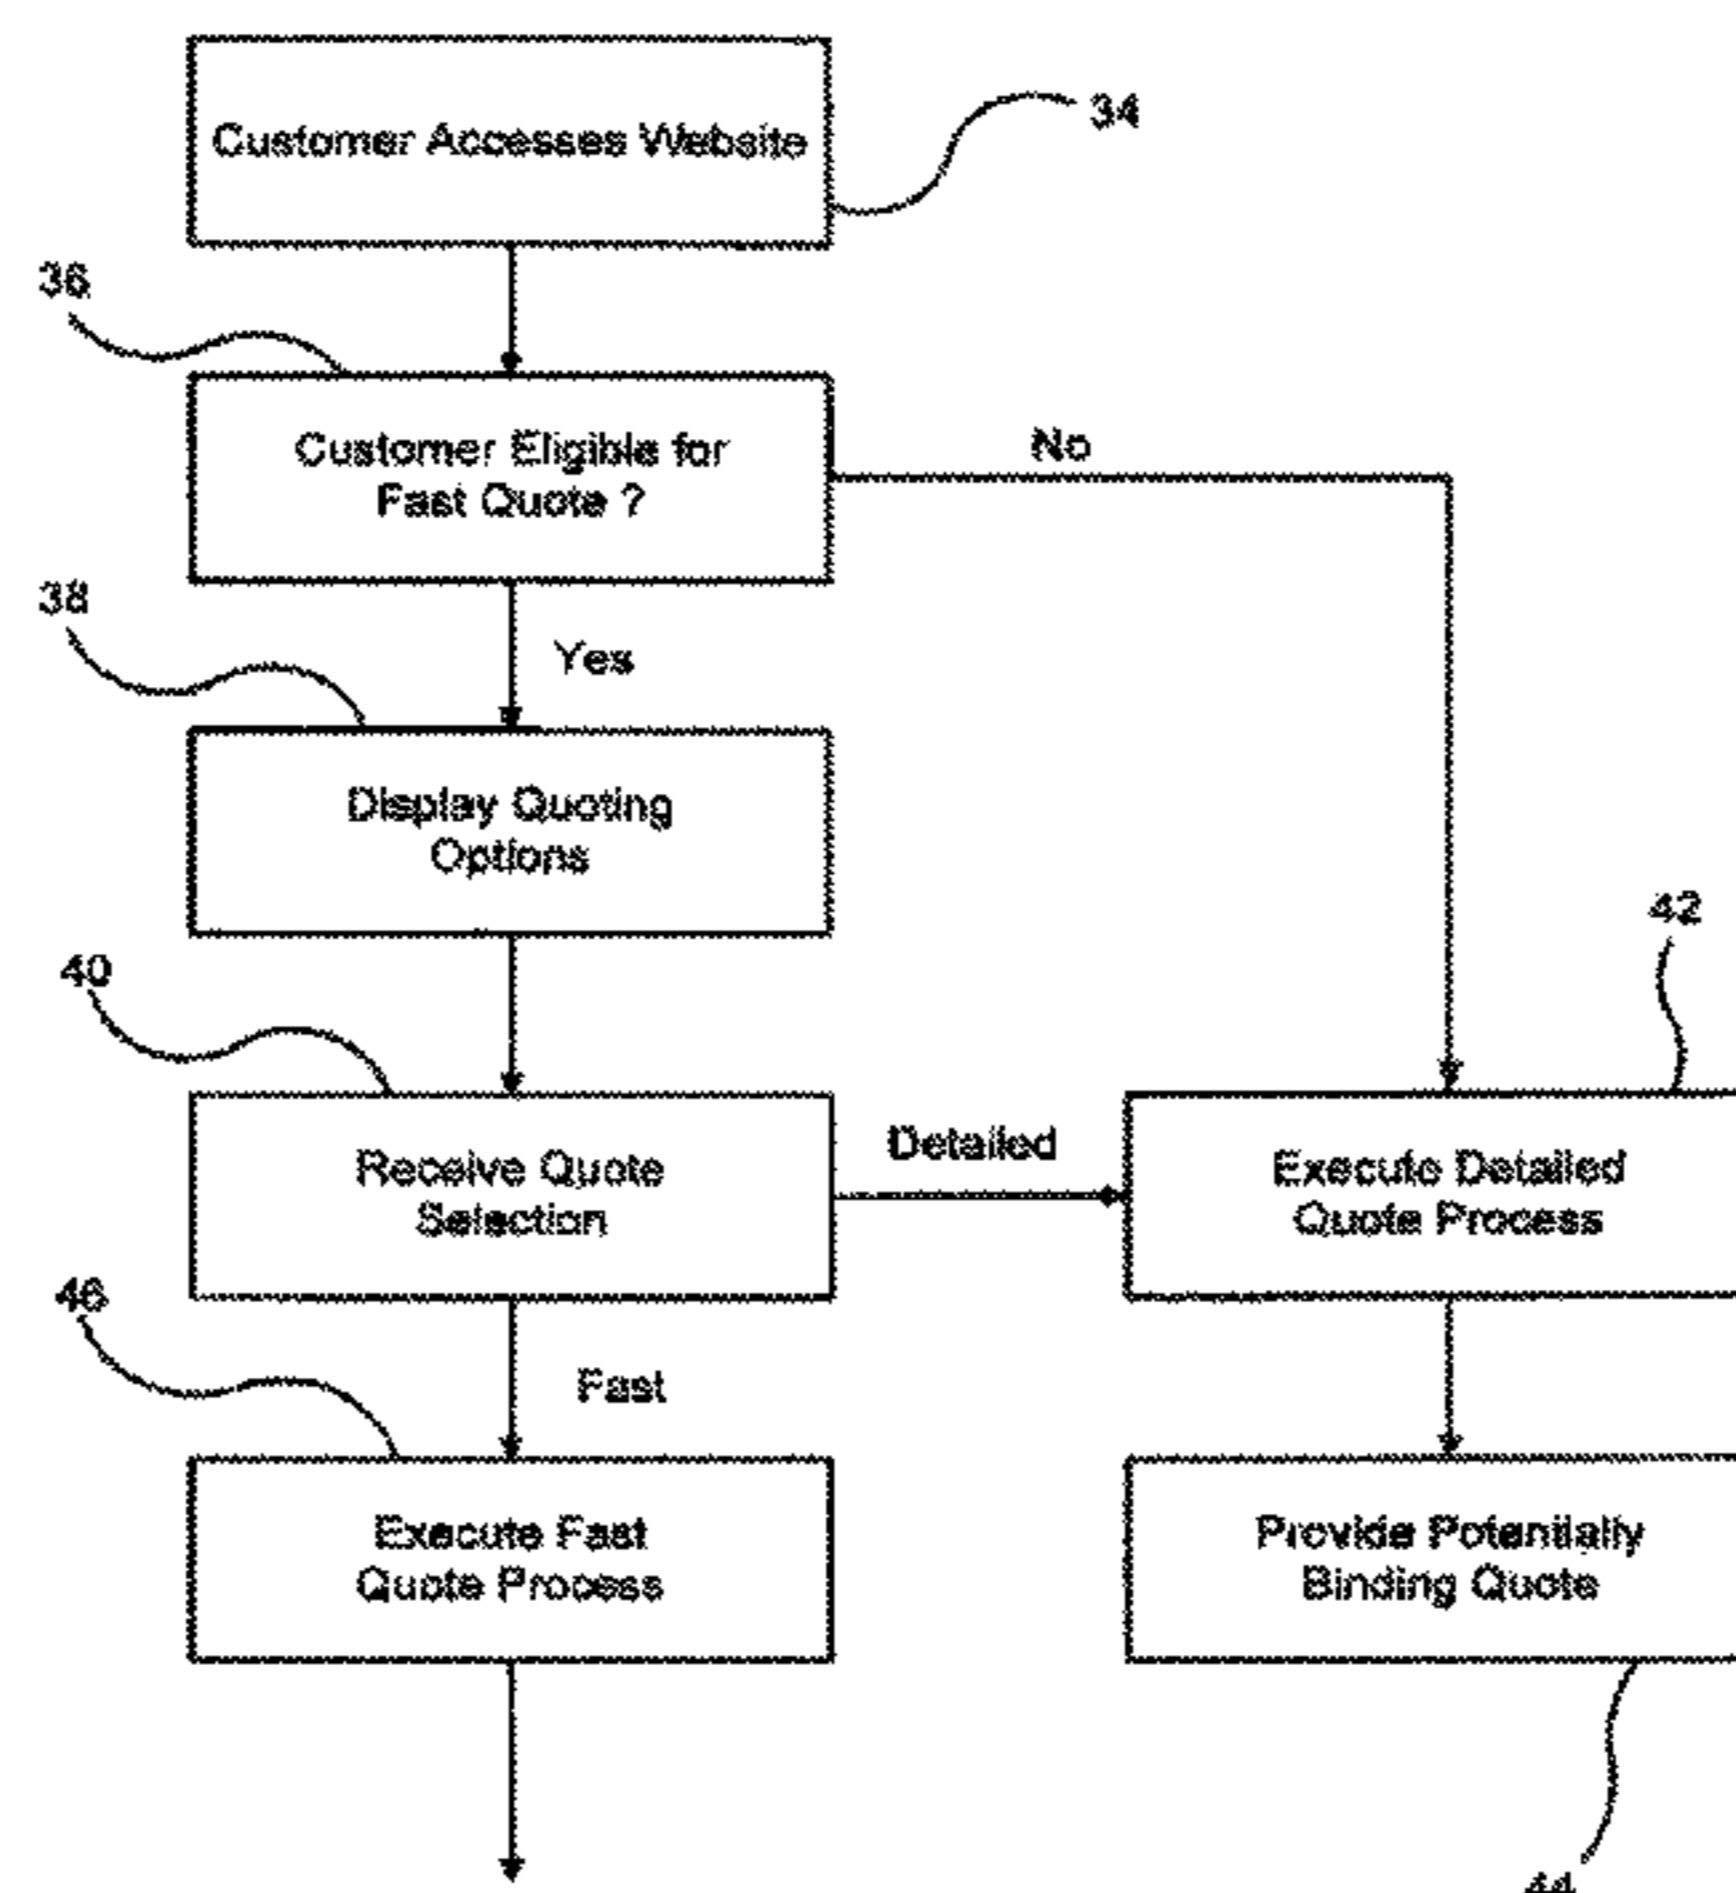 Customer Accesses Website
34
36
Customer Eligible for
Fast Quote ?
No
38
Yes
Display Quoting
Options
42
40
Receive Quote
Selection
Detailed
Execute Detailed
Quote Process
46
Fast
Execute Fast
Quote Process
Provide Potentially
Binding Quote
44